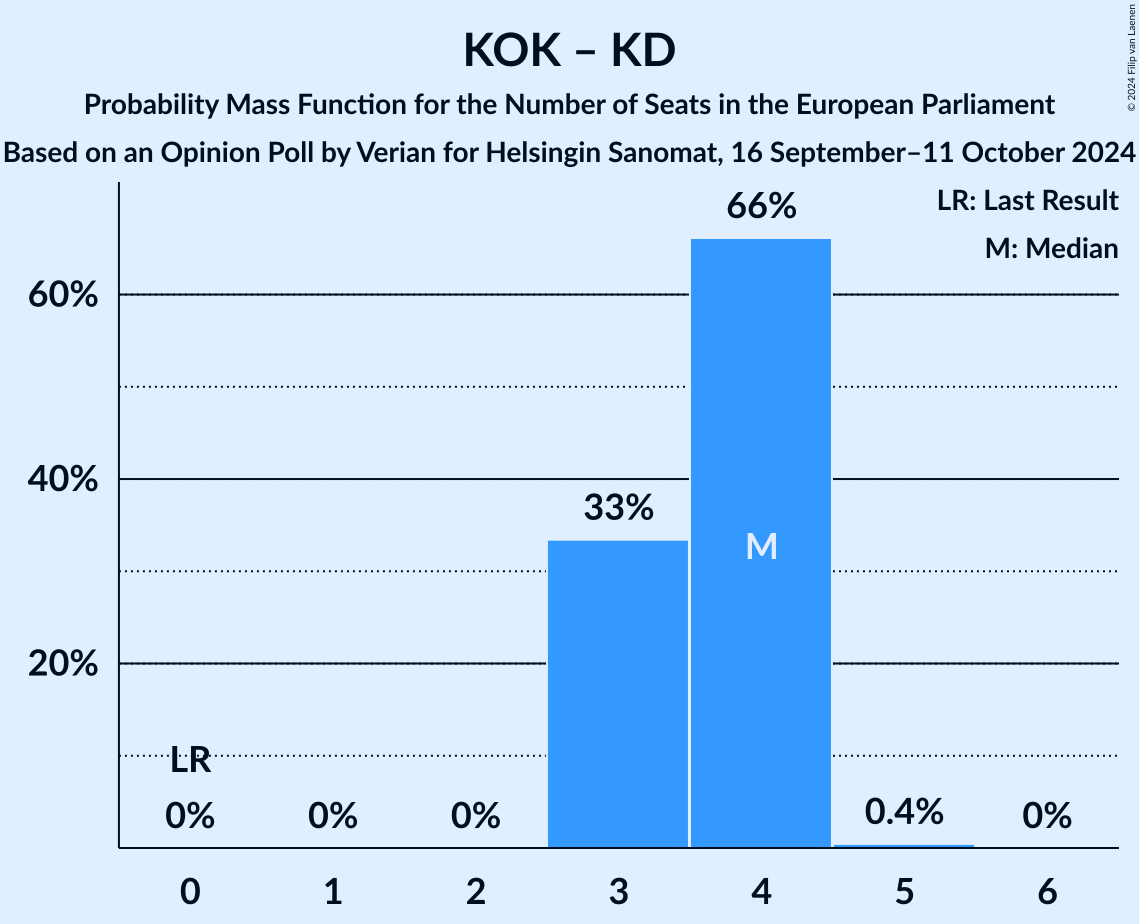 KOK – KD
Probability Mass Function for the Number of Seats in the European Parliament
Based on an Opinion Poll by Verian for Helsingin Sanomat, 16 September–11 October 2024
© 2024 Filip van Laenen
LR: Last Result
M: Median
66%
60%
40%
33%
M
20%
LR
0%
0%
0%
0.4%
0%
0
1
2
3
4
5
6